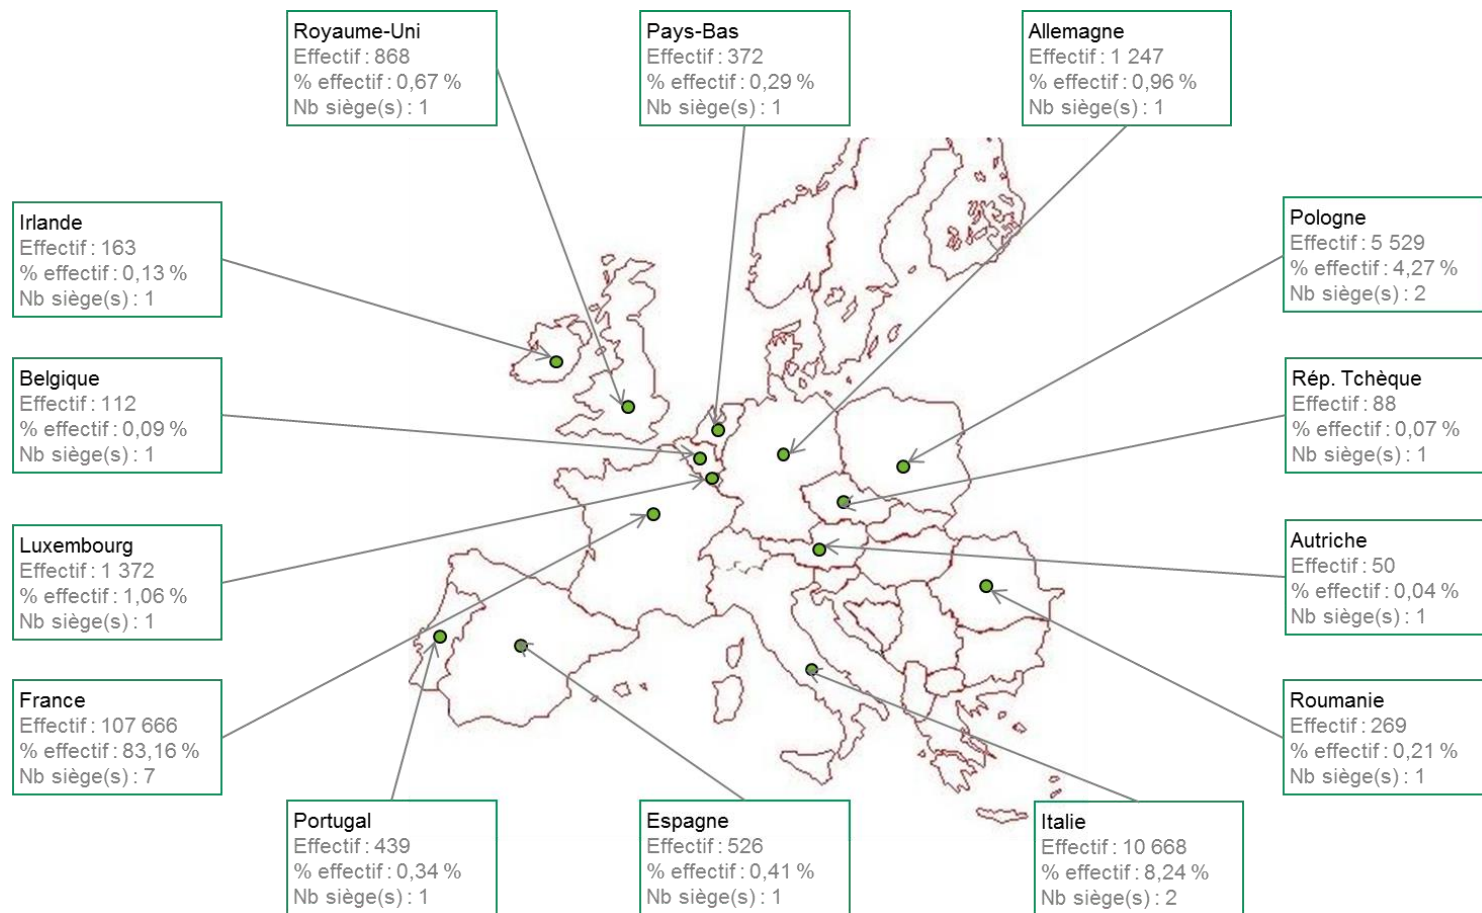 Royaume-Uni
Effectif : 868
% effectif : 0,67 %
Nb siège(s) : 1
Pays-Bas
Effectif : 372
% effectif : 0,29 %
Nb siège(s) : 1
Allemagne
Effectif : 1 247
% effectif : 0,96 %
Nb siège(s) : 1
Irlande
Effectif : 163
% effectif : 0,13 %
Nb siège(s) : 1
Pologne
Effectif : 5 529
% effectif : 4,27 %
Nb siège(s) : 2
Belgique
Effectif : 112
% effectif : 0,09 %
Nb siège(s) : 1
Rép. Tchèque
Effectif : 88
% effectif : 0,07 %
Nb siège(s) : 1
Luxembourg
Effectif : 1 372
% effectif : 1,06 %
Nb siège(s) : 1
Autriche
Effectif : 50
% effectif : 0,04 %
Nb siège(s) : 1
France
Effectif : 107 666
% effectif : 83,16 %
Nb siège(s) : 7
Roumanie
Effectif : 269
% effectif : 0,21 %
Nb siège(s) : 1
Portugal
Effectif : 439
% effectif : 0,34 %
Nb siège(s) : 1
Espagne
Effectif : 526
% effectif : 0,41 %
Nb siège(s) : 1
Italie
Effectif : 10 668
% effectif : 8,24 %
Nb siège(s) : 2